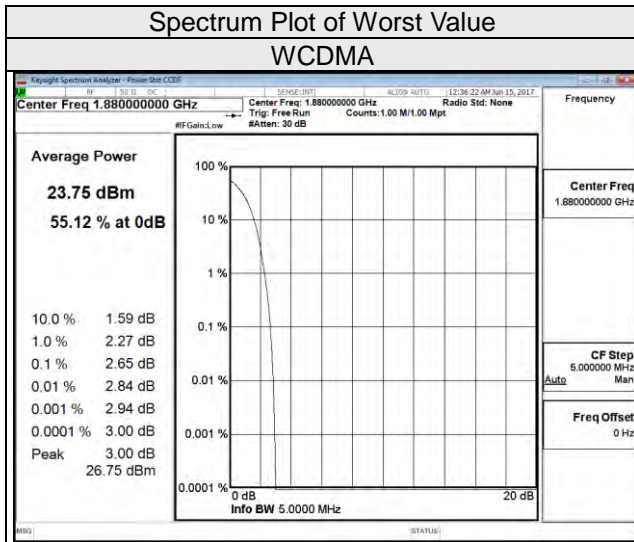 Spectrum Plot of Worst Value
WCDMA
Keysight Spectrum Analyzer - Power Stat CCDF
RF 50 Ω DC SENSE:INT ALIGN AUTO 12:36:22 AM Jun 15, 2017
Center Freq 1.880000000 GHz
Center Freq: 1.880000000 GHz Radio Std: None
Trig: Free Run Counts:1.00 M/1.00 Mpt
#IFGain:Low #Atten: 30 dB
Frequency
Average Power
23.75 dBm
55.12 % at 0dB
10.0 % 1.59 dB
1.0 % 2.27 dB
0.1 % 2.65 dB
0.01 % 2.84 dB
0.001 % 2.94 dB
0.0001 % 3.00 dB
Peak 3.00 dB
26.75 dBm
100 %
10 %
1 %
0.1 %
0.01 %
0.001 %
0.0001 %
0 dB 20 dB
Info BW 5.0000 MHz
Center Freq
1.880000000 GHz
CF Step
5.000000 MHz
Auto Man
Freq Offset
0 Hz
MSG STATUS